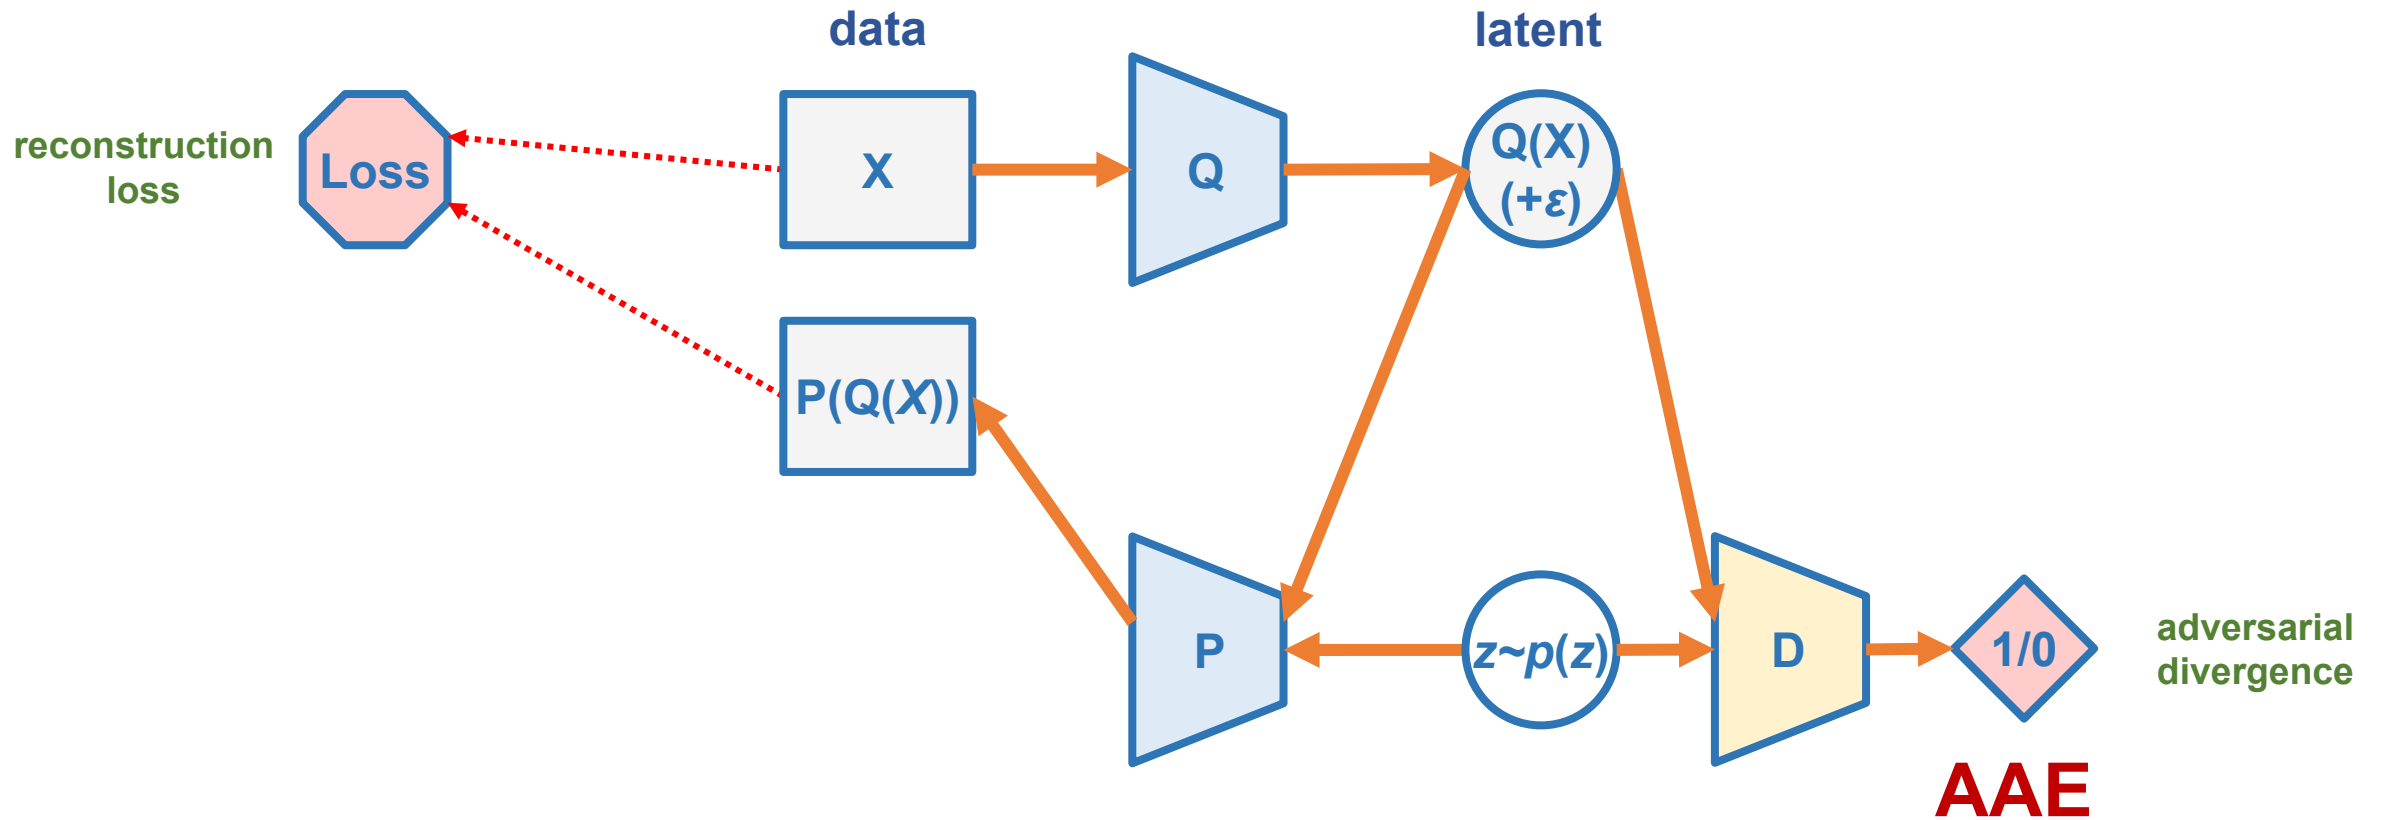 data
latent
reconstruction
loss
Loss
X
Q
Q(X)
(+ε)
P(Q(X))
P
z~p(z)
D
1/0
adversarial
divergence
AAE